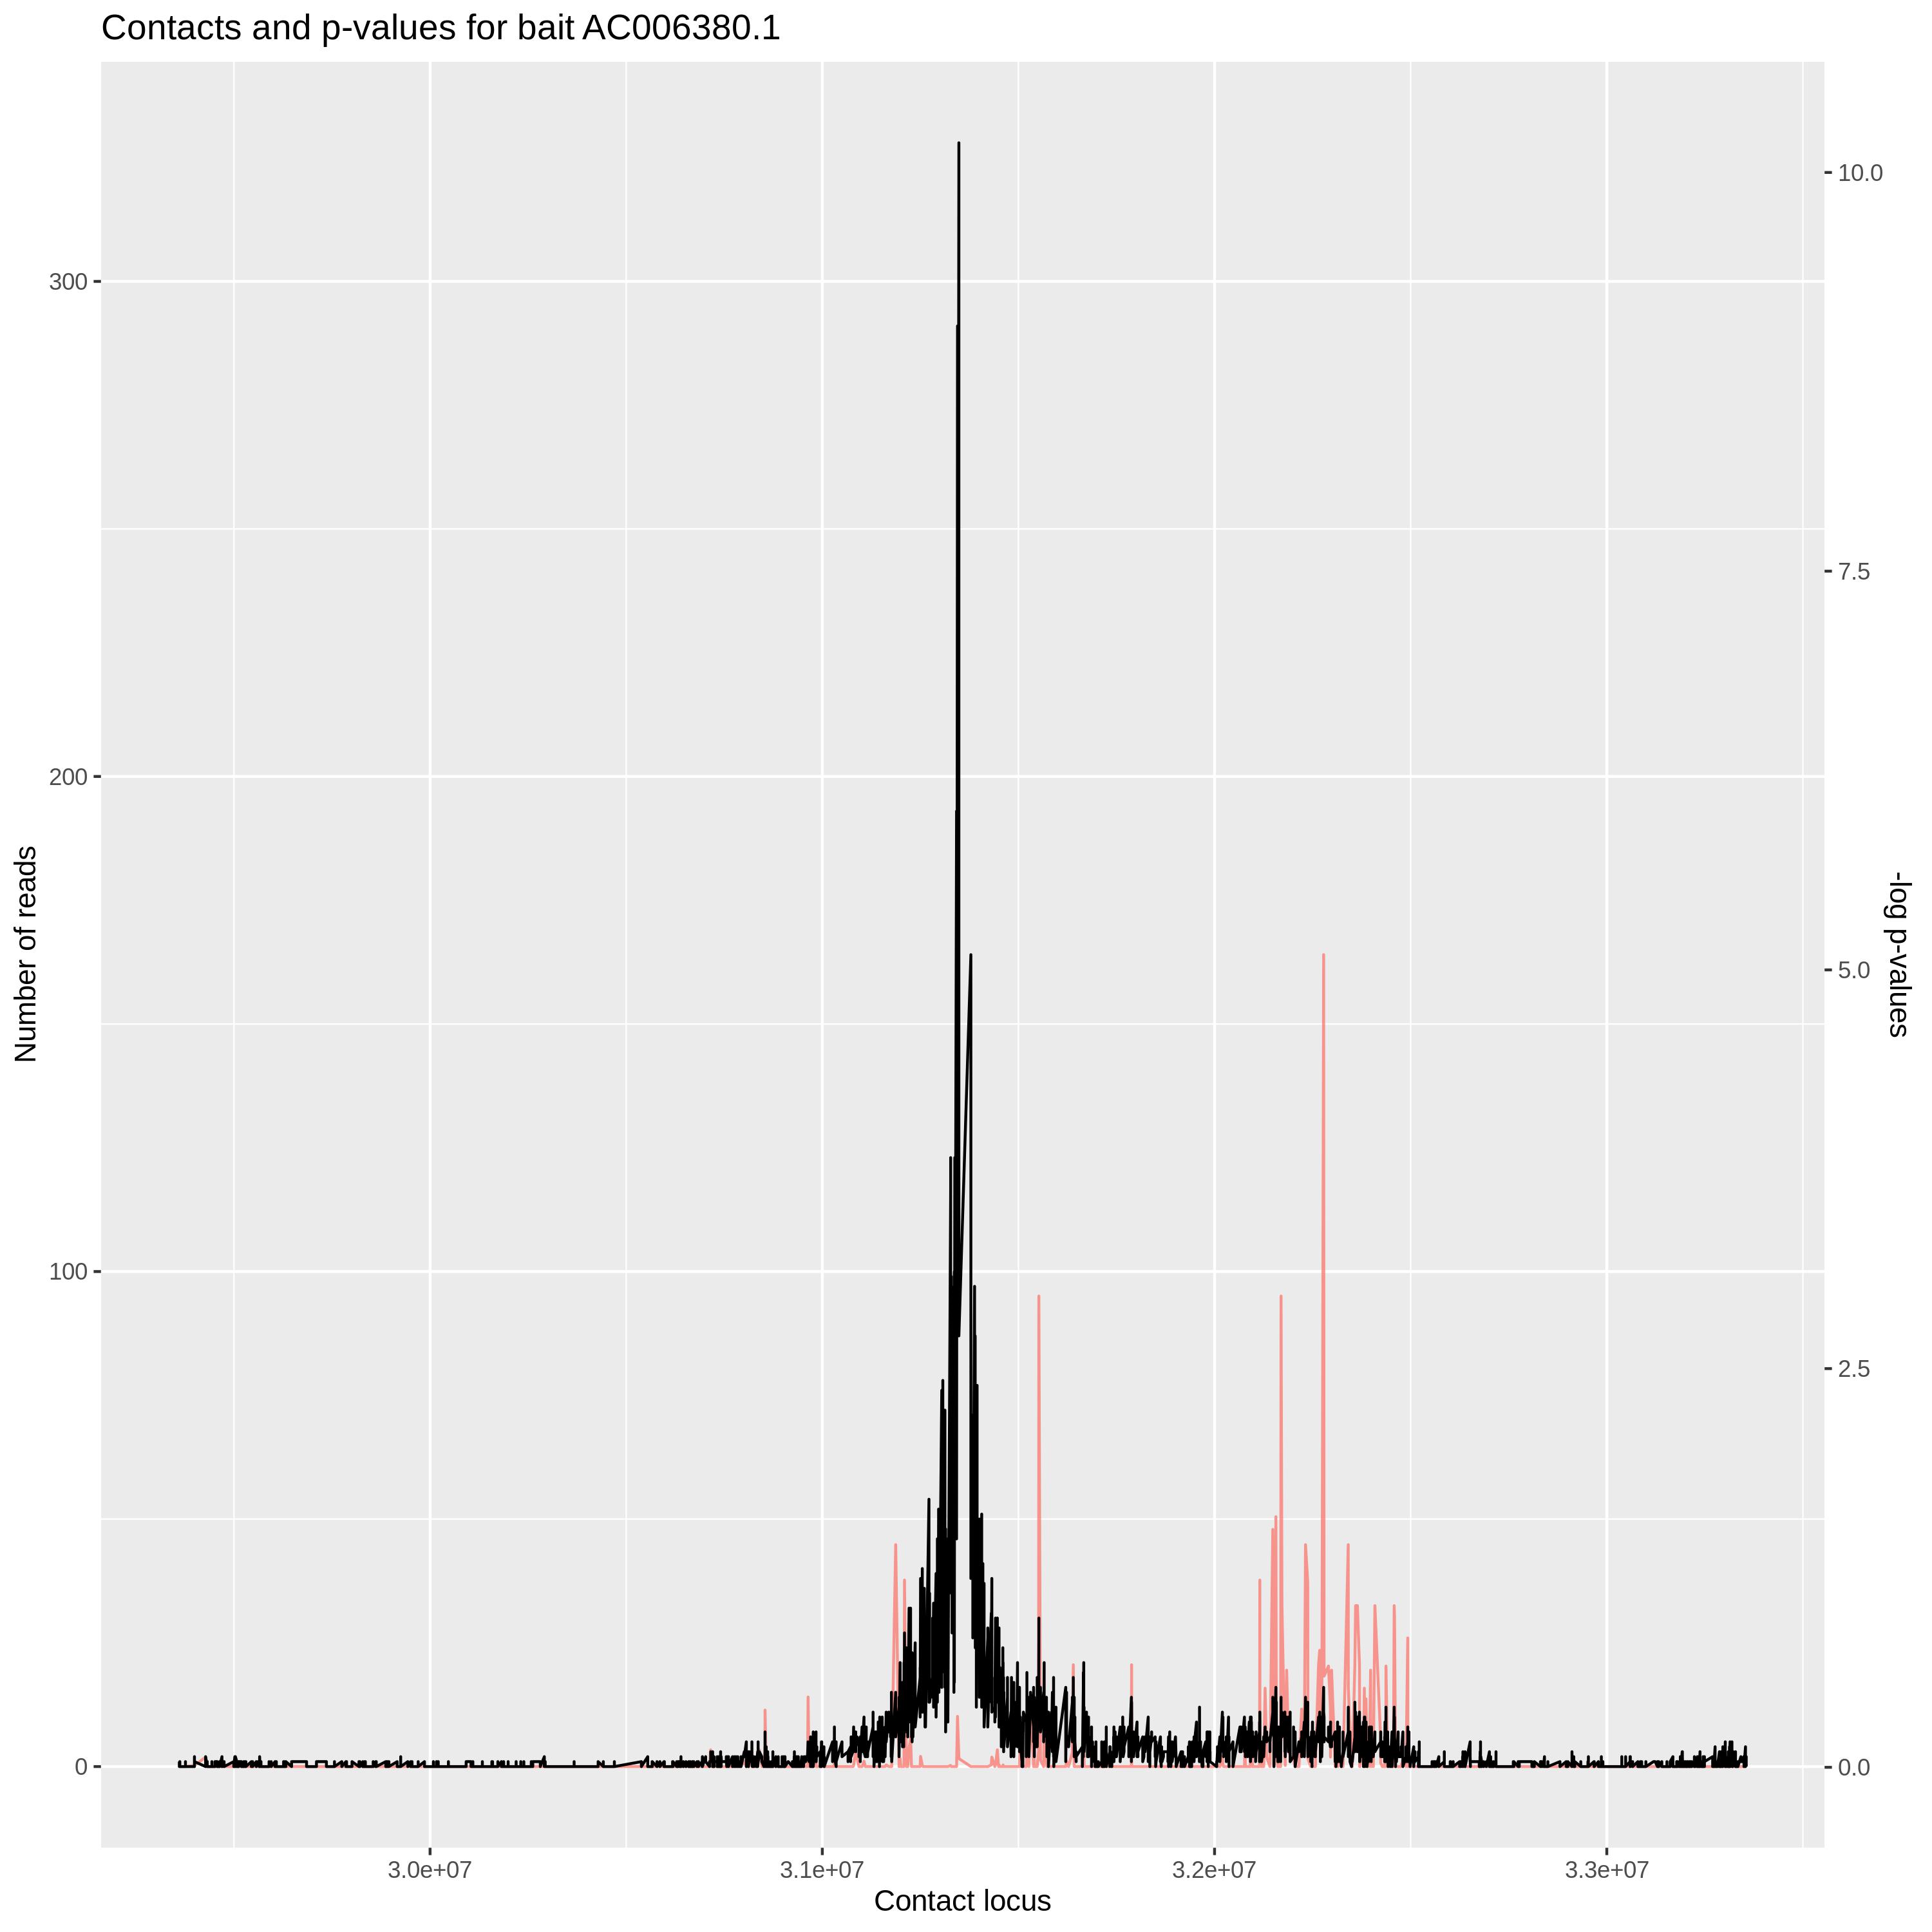 Contacts and p-values for bait AC006380.1
Number of reads
300
200
100
0
10.0
7.5
5.0
2.5
0.0
-log p-values
3.0e+07 3.1e+07 3.2e+07 3.3e+07
Contact locus